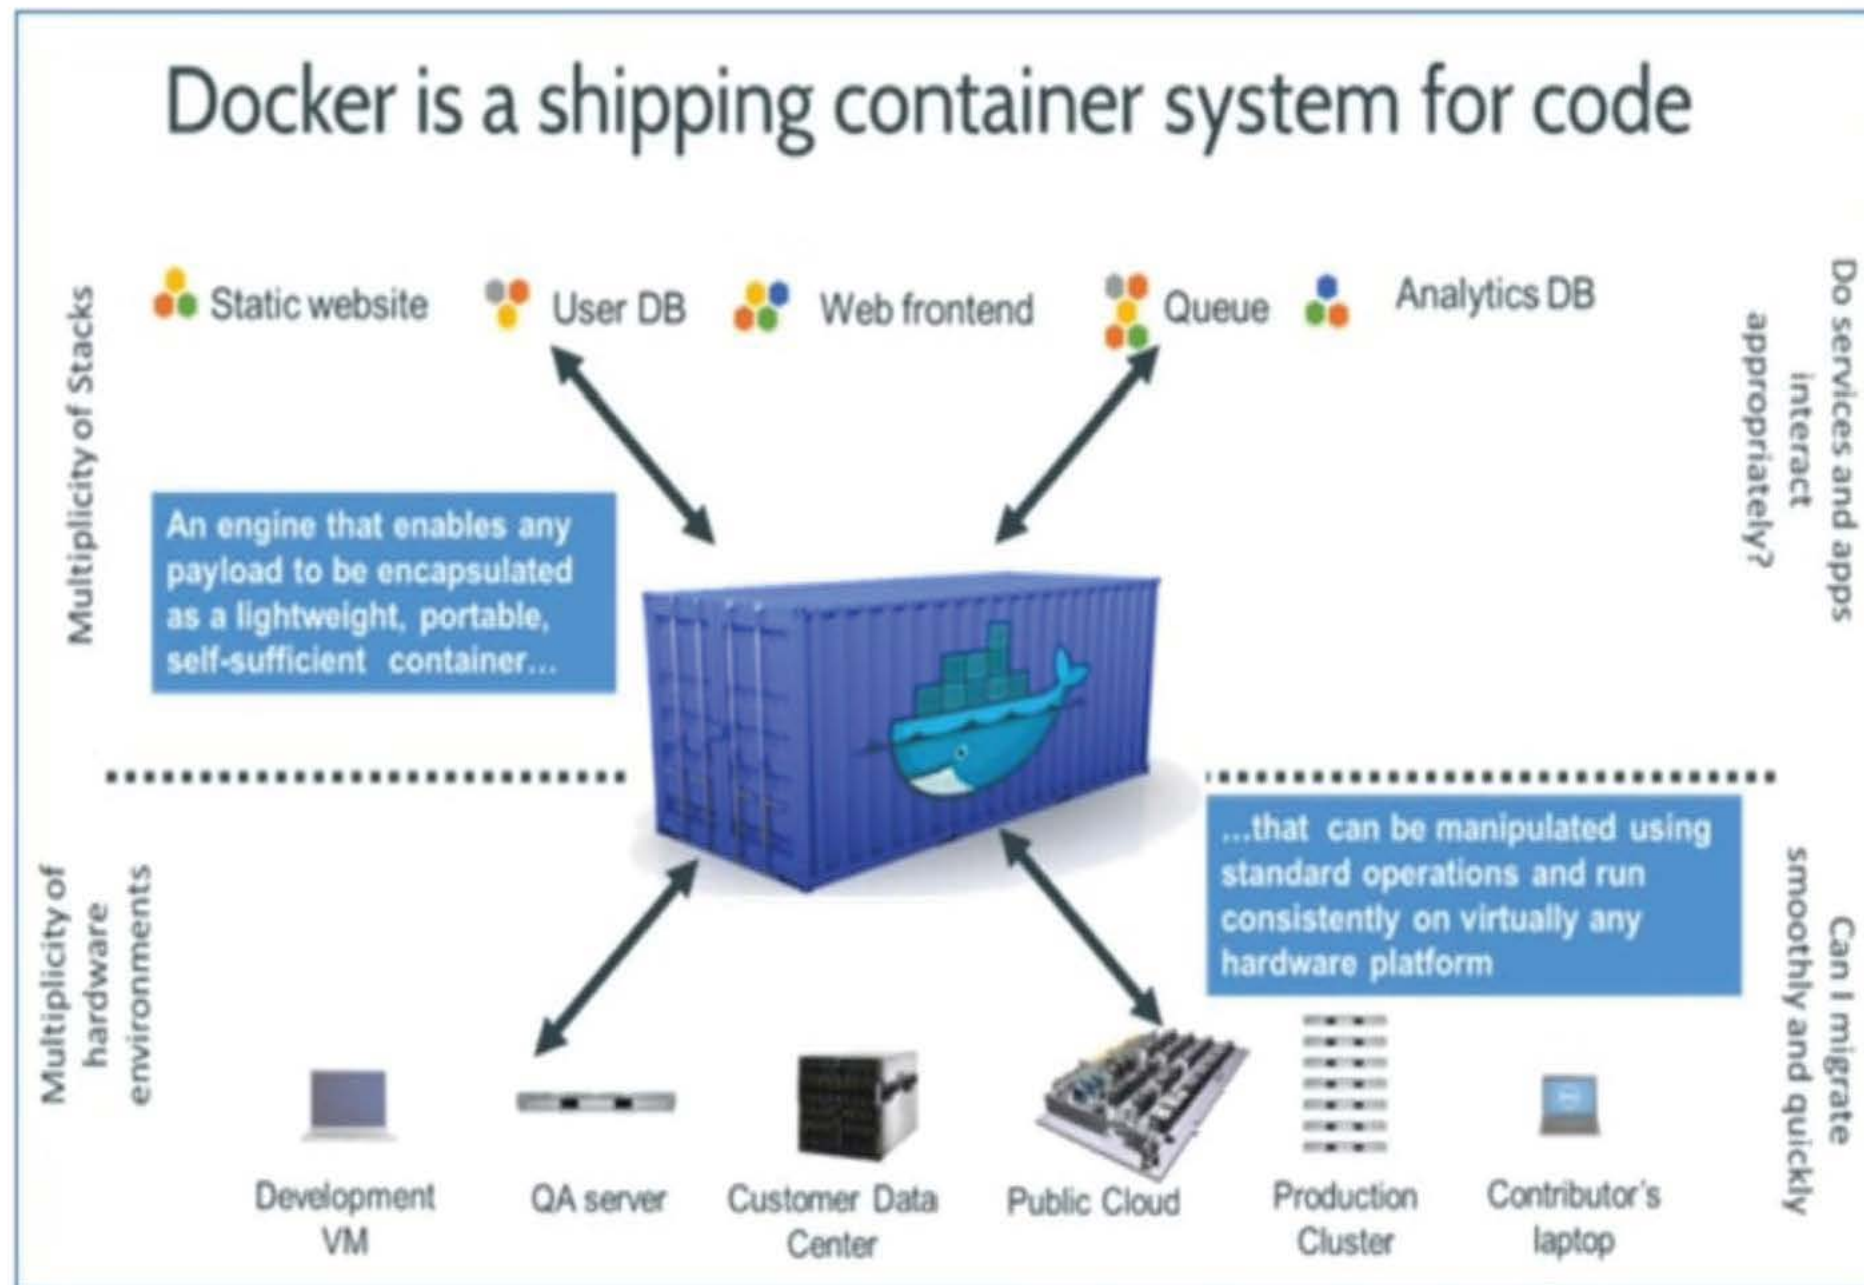 Docker is a shipping container system for code
Static website
User DB
Web frontend
Queue
Analytics DB
Multiplicity of Stacks
Do services and apps
interact
appropriately?
An engine that enables any
payload to be encapsulated
as a lightweight, portable,
self-sufficient container...
...that can be manipulated using
standard operations and run
consistently on virtually any
hardware platform
Multiplicity of
hardware
environments
Can I migrate
smoothly and quickly
Development
VM
QA server
Customer Data
Center
Public Cloud
Production
Cluster
Contributor's
laptop